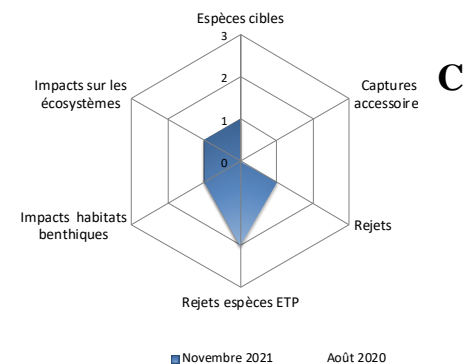 Espèces cibles
3
2
1
0
Captures
accessoire
C
Rejets
Rejets espèces ETP
Impacts habitats
benthiques
Impacts sur les
écosystèmes
Novembre 2021 Août 2020